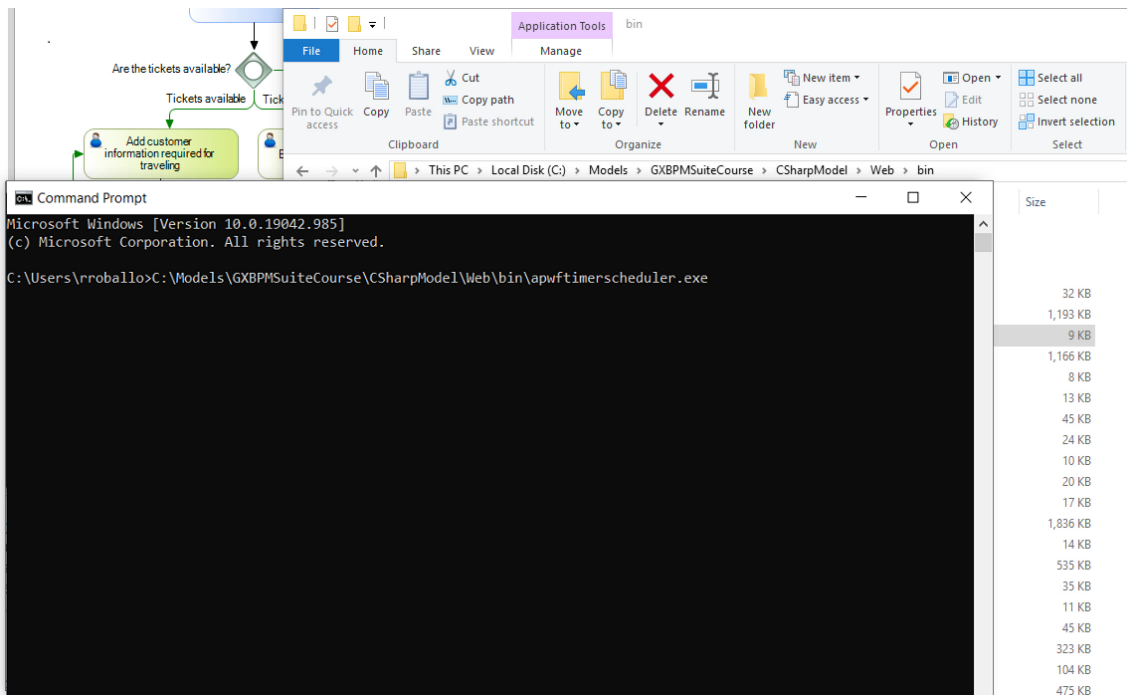 Application Tools
bin
File
Home
Share
View
Manage
Pin to Quick access
Copy
Paste
Cut
Copy path
Paste shortcut
Move to
Copy to
Delete
Rename
New folder
New item
Easy access
Properties
Open
Edit
History
Select all
Select none
Invert selection
Clipboard
Organize
New
Open
Select
This PC > Local Disk (C:) > Models > GXBPMSuiteCourse > CSharpModel > Web > bin
Are the tickets available?
Tickets available
Tick
Add customer
information required for
traveling
Command Prompt
Microsoft Windows [Version 10.0.19042.985]
(c) Microsoft Corporation. All rights reserved.
C:\Users\rroballo>C:\Models\GXBPMSuiteCourse\CSharpModel\Web\bin\apwftimerscheduler.exe
Size
32 KB
1,193 KB
9 KB
1,166 KB
8 KB
13 KB
45 KB
24 KB
10 KB
20 KB
17 KB
1,836 KB
14 KB
535 KB
35 KB
11 KB
45 KB
323 KB
104 KB
475 KB